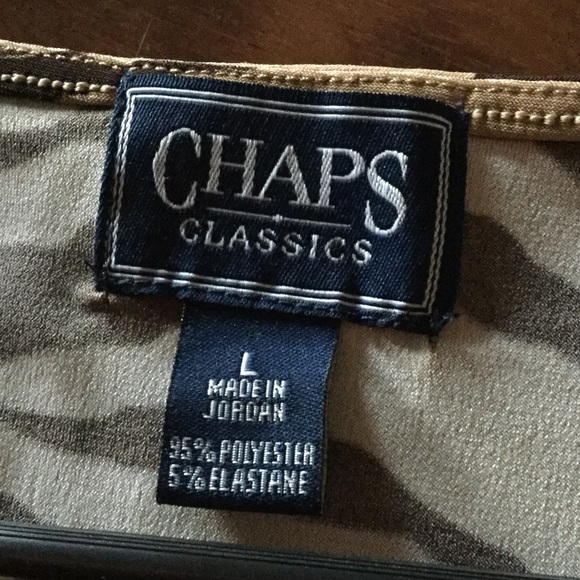 CHAPS
CLASSICS
L
MADE IN
JORDAN
95% POLYESTER
5% ELASTANE